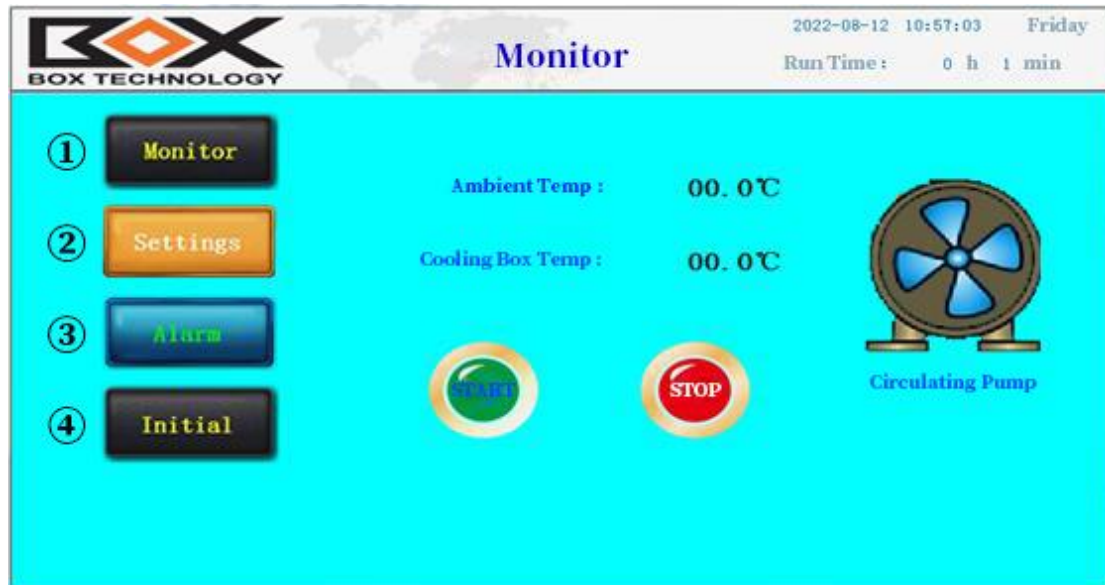 BOX
BOX TECHNOLOGY
Monitor
2022-08-12 10:57:03 Friday
Run Time: 0 h 1 min
① Monitor
② Settings
③ Alarm
④ Initial
Ambient Temp: 00.0℃
Cooling Box Temp: 00.0℃
START
STOP
Circulating Pump